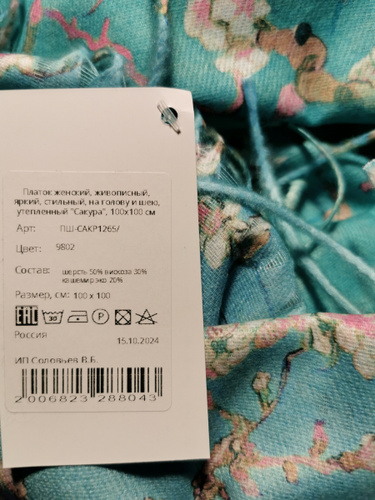 Платок женский, живописный,
яркий, стильный, на голову и шею,
утепленный "Сакура", 100х100 см
Арт: ПШ-САКР1265/
Цвет: 9802
Состав: шерсть 50% вискоза 30%
кашемир эко 20%
Размер, см: 100 х 100
EAC 30 P
Россия 15.10.2024
ИП Соловьев В.Б.
2 006823 288043